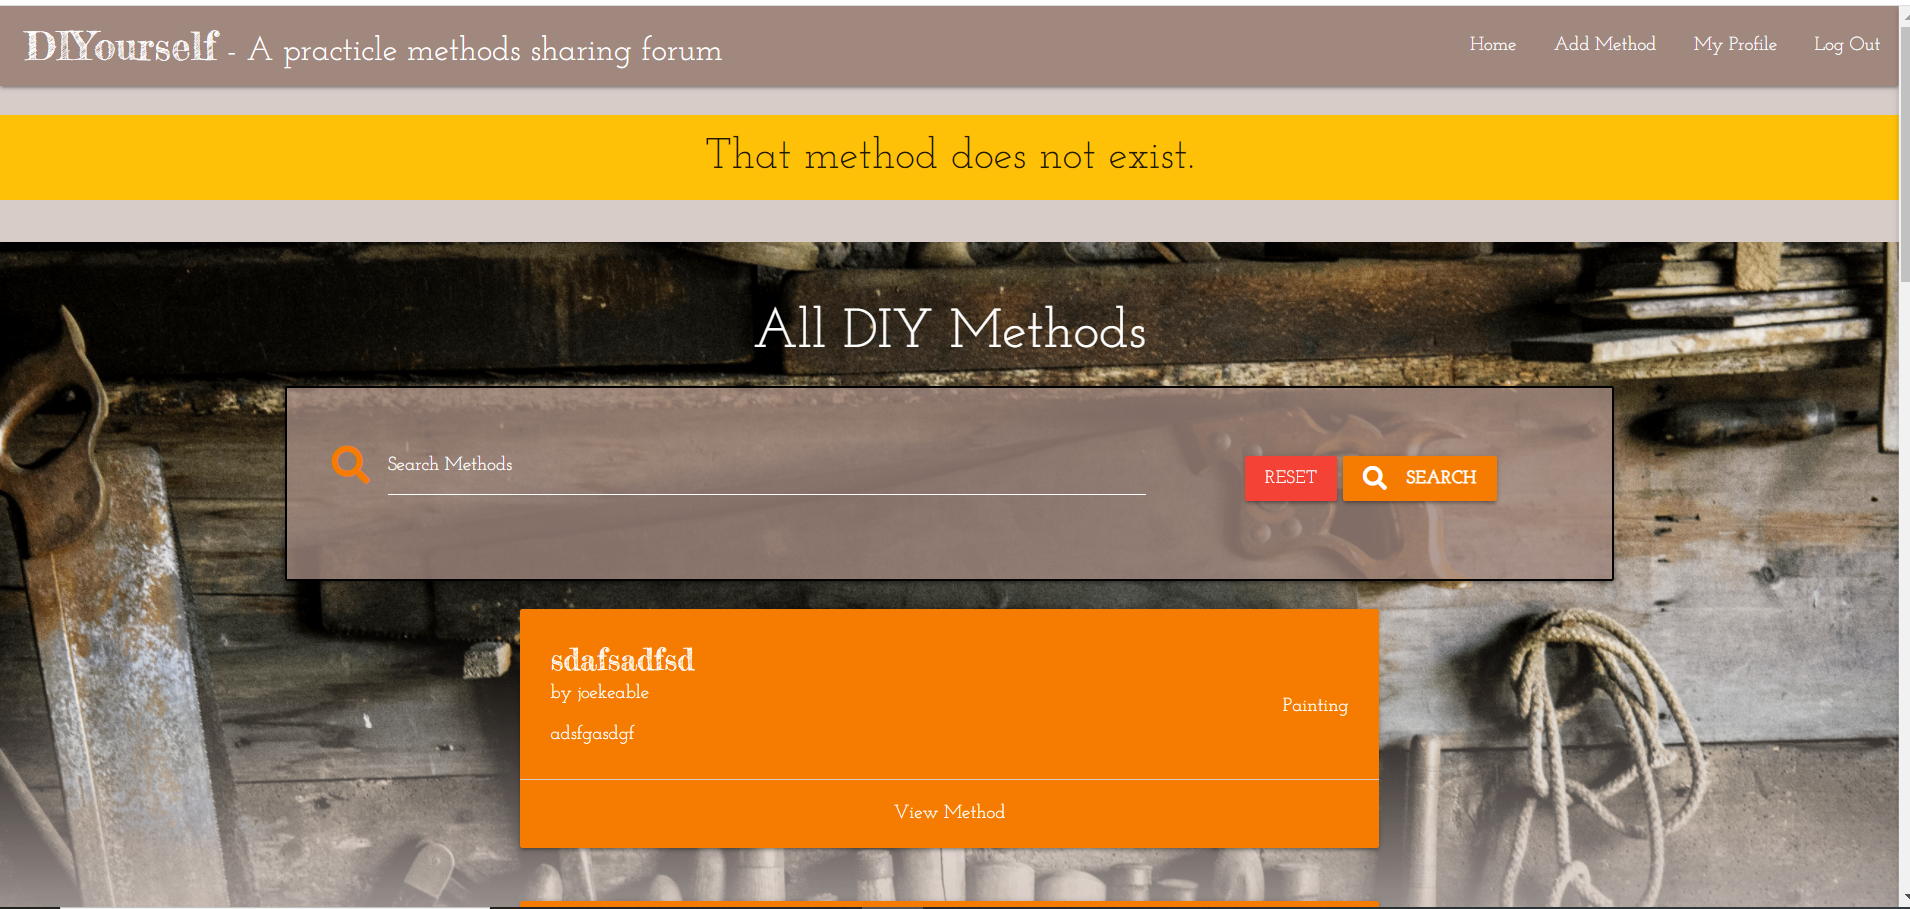 DIYourself - A practicle methods sharing forum
Home Add Method My Profile Log Out
That method does not exist.
All DIY Methods
Search Methods
RESET SEARCH
sdafsadfsd
by joekeable
Painting
adsfgasdgf
View Method